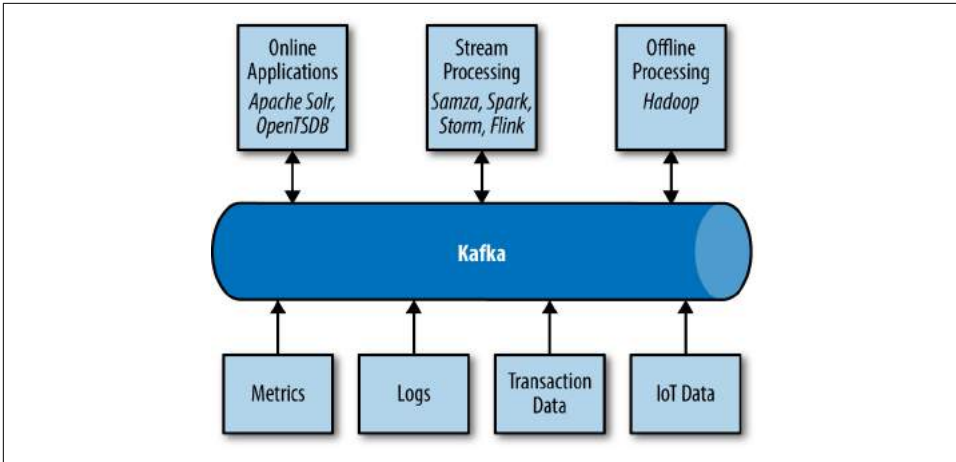 Online
Applications
Apache Solr,
OpenTSDB
Stream
Processing
Samza, Spark,
Storm, Flink
Offline
Processing
Hadoop
Kafka
Metrics
Logs
Transaction
Data
IoT Data